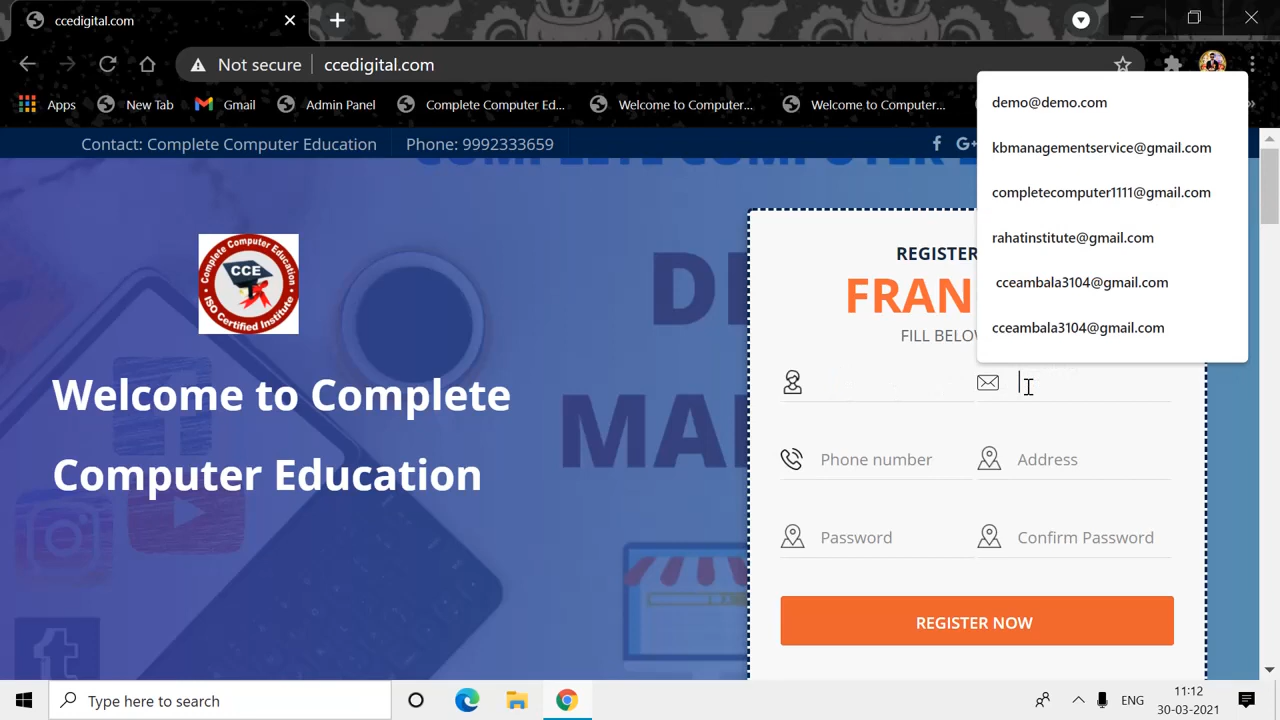 ccedigital.com
Not secure
ccedigital.com
Apps
New Tab
Gmail
Admin Panel
Complete Computer Ed...
Welcome to Computer...
Welcome to Computer...
Contact: Complete Computer Education
Phone: 9992333659
Complete Computer Education
CCE
ISO Certified Institute
Welcome to Complete
Computer Education
REGISTER
FRAN
FILL BELOW
demo@demo.com
kbmanagementservice@gmail.com
completecomputer1111@gmail.com
rahatinstitute@gmail.com
cceambala3104@gmail.com
cceambala3104@gmail.com
Phone number
Address
Password
Confirm Password
REGISTER NOW
Type here to search
ENG
11:12
30-03-2021